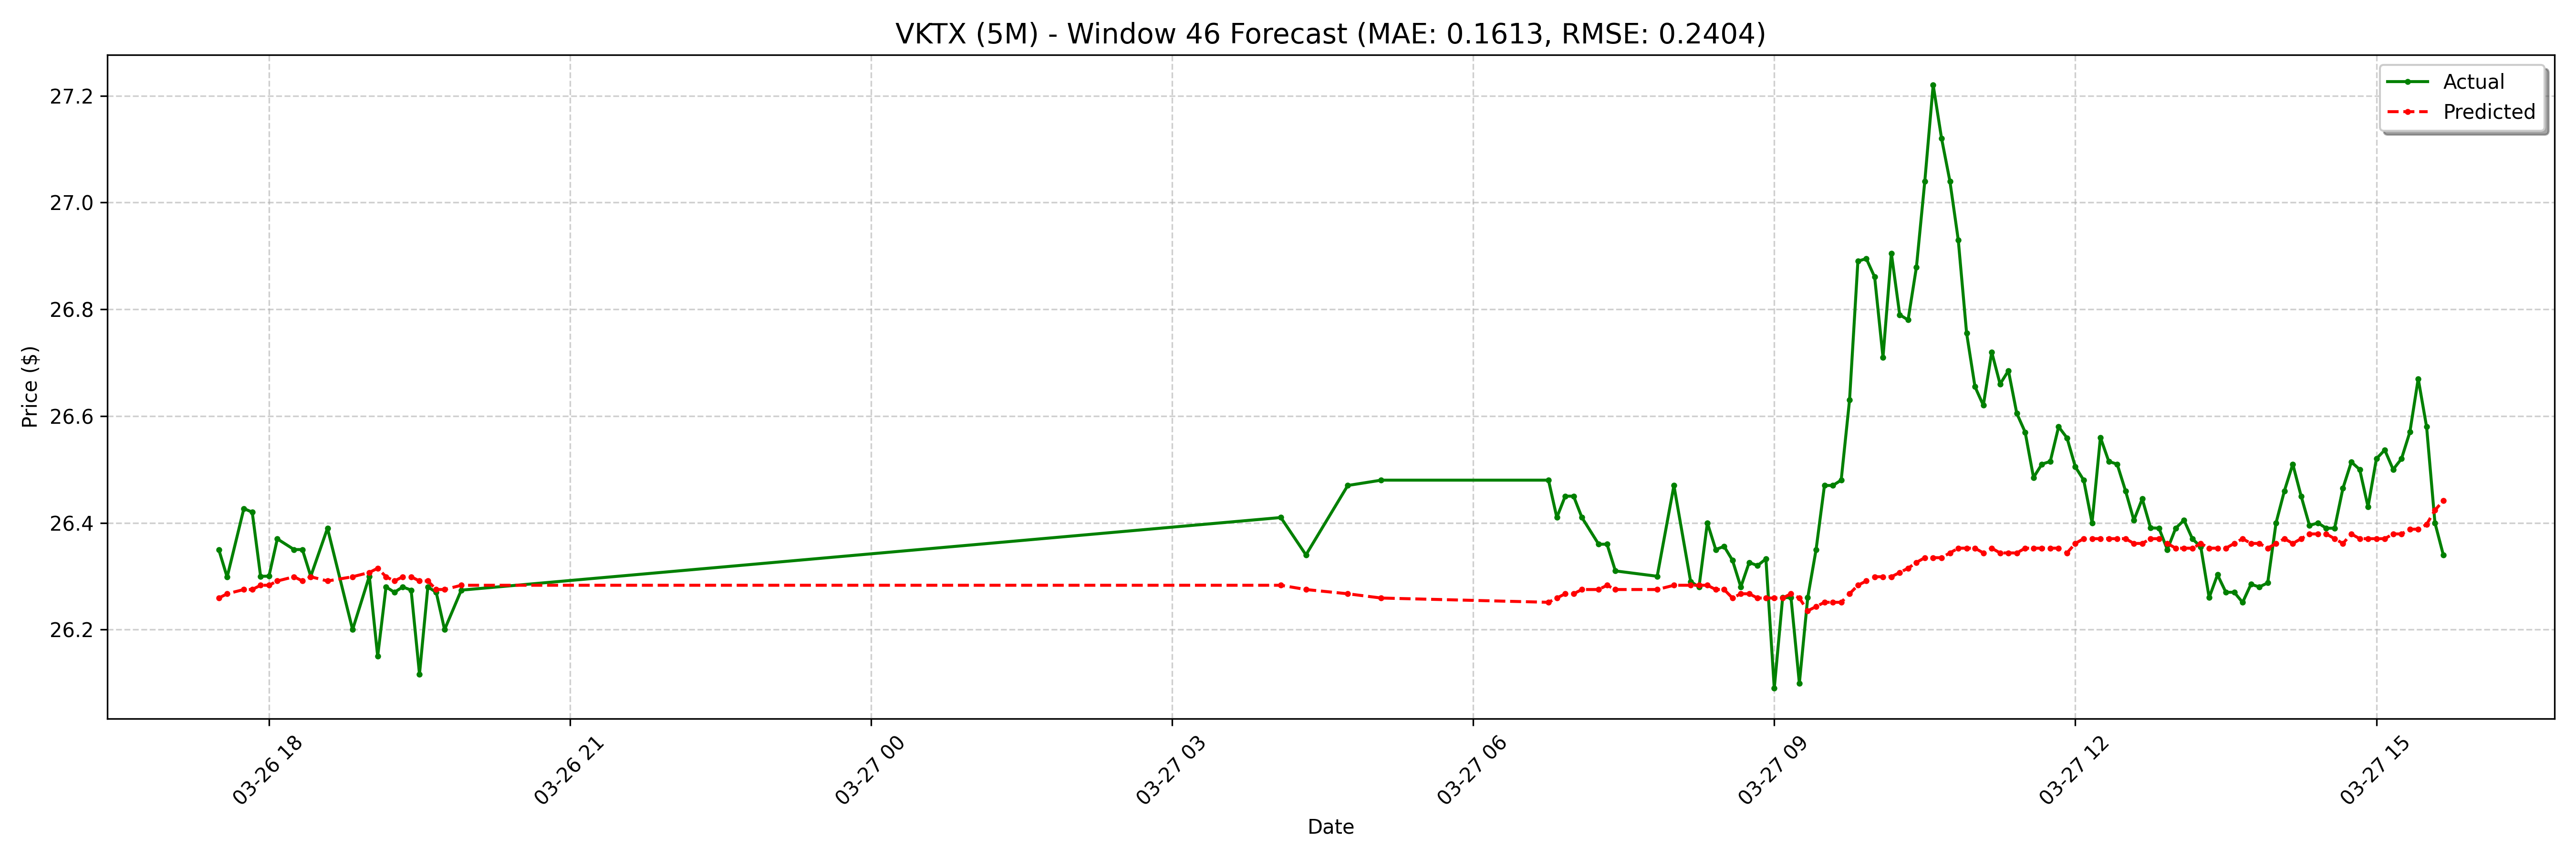 VKTX (5M) - Window 46 Forecast (MAE: 0.1613, RMSE: 0.2404)
Actual
Predicted
Price ($)
27.2
27.0
26.8
26.6
26.4
26.2
03-26 18
03-26 21
03-27 00
03-27 03
03-27 06
03-27 09
03-27 12
03-27 15
Date